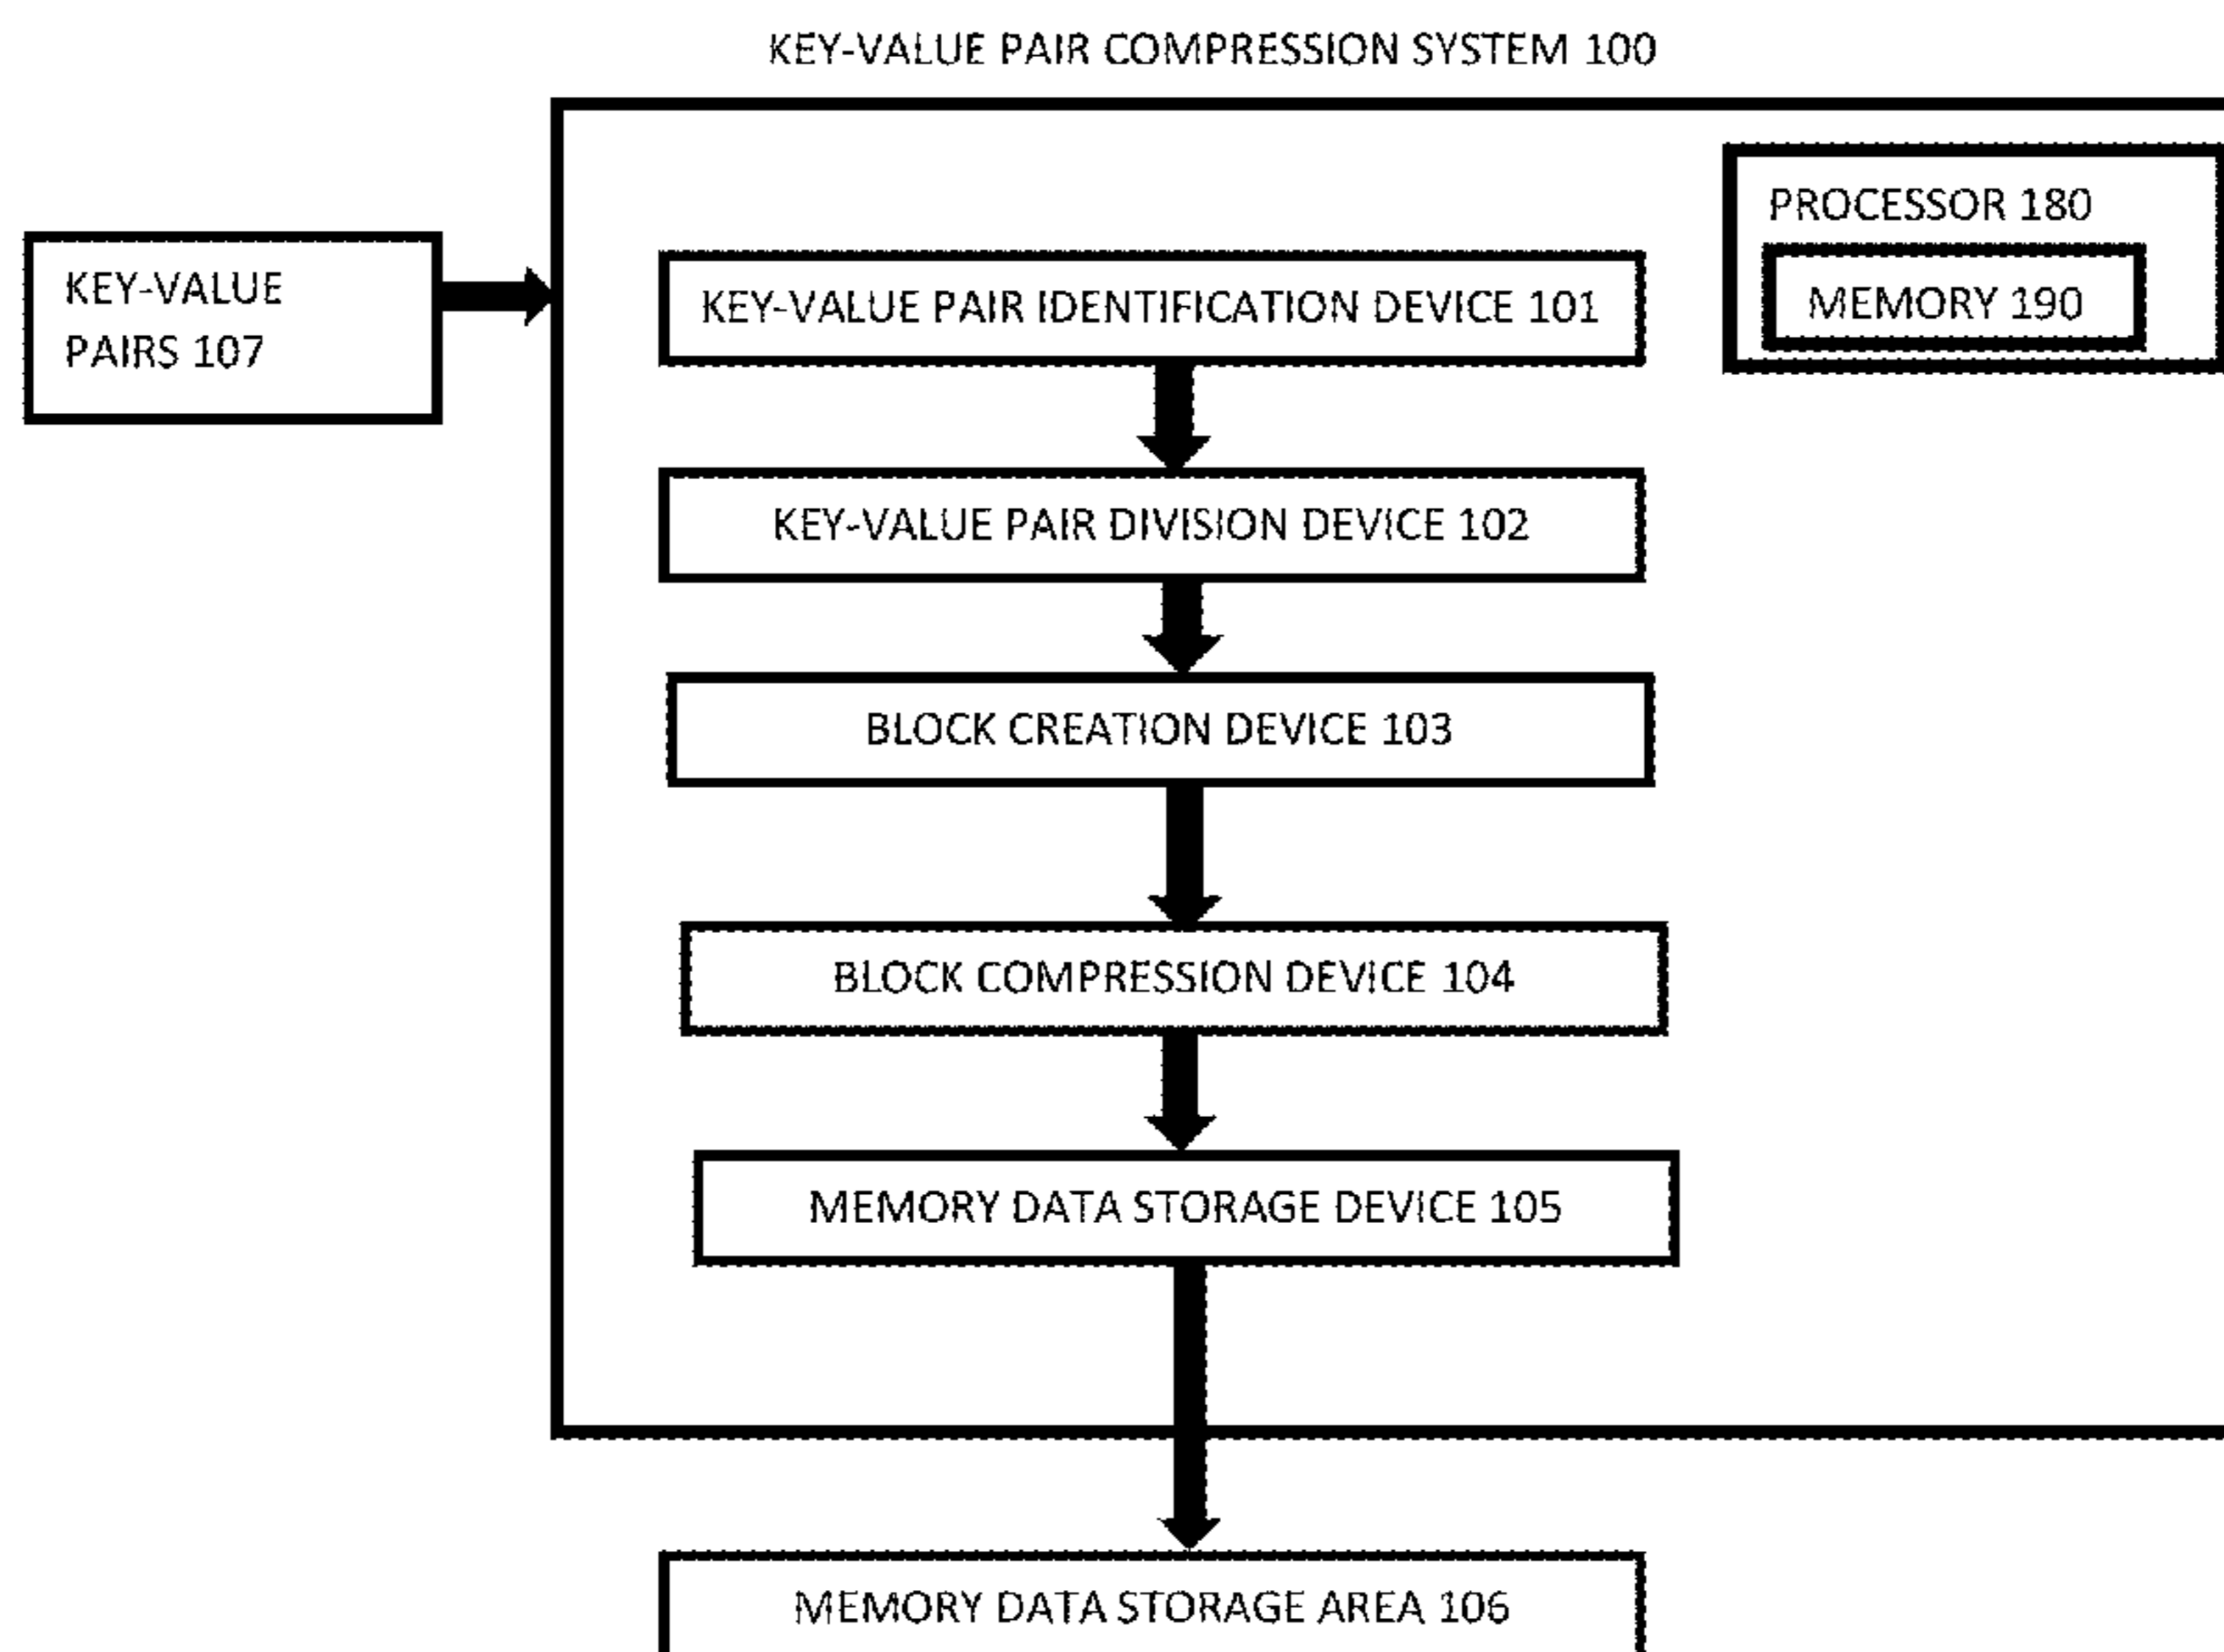 KEY-VALUE PAIR COMPRESSION SYSTEM 100
PROCESSOR 180
MEMORY 190
KEY-VALUE
PAIRS 107
KEY-VALUE PAIR IDENTIFICATION DEVICE 101
KEY-VALUE PAIR DIVISION DEVICE 102
BLOCK CREATION DEVICE 103
BLOCK COMPRESSION DEVICE 104
MEMORY DATA STORAGE DEVICE 105
MEMORY DATA STORAGE AREA 106